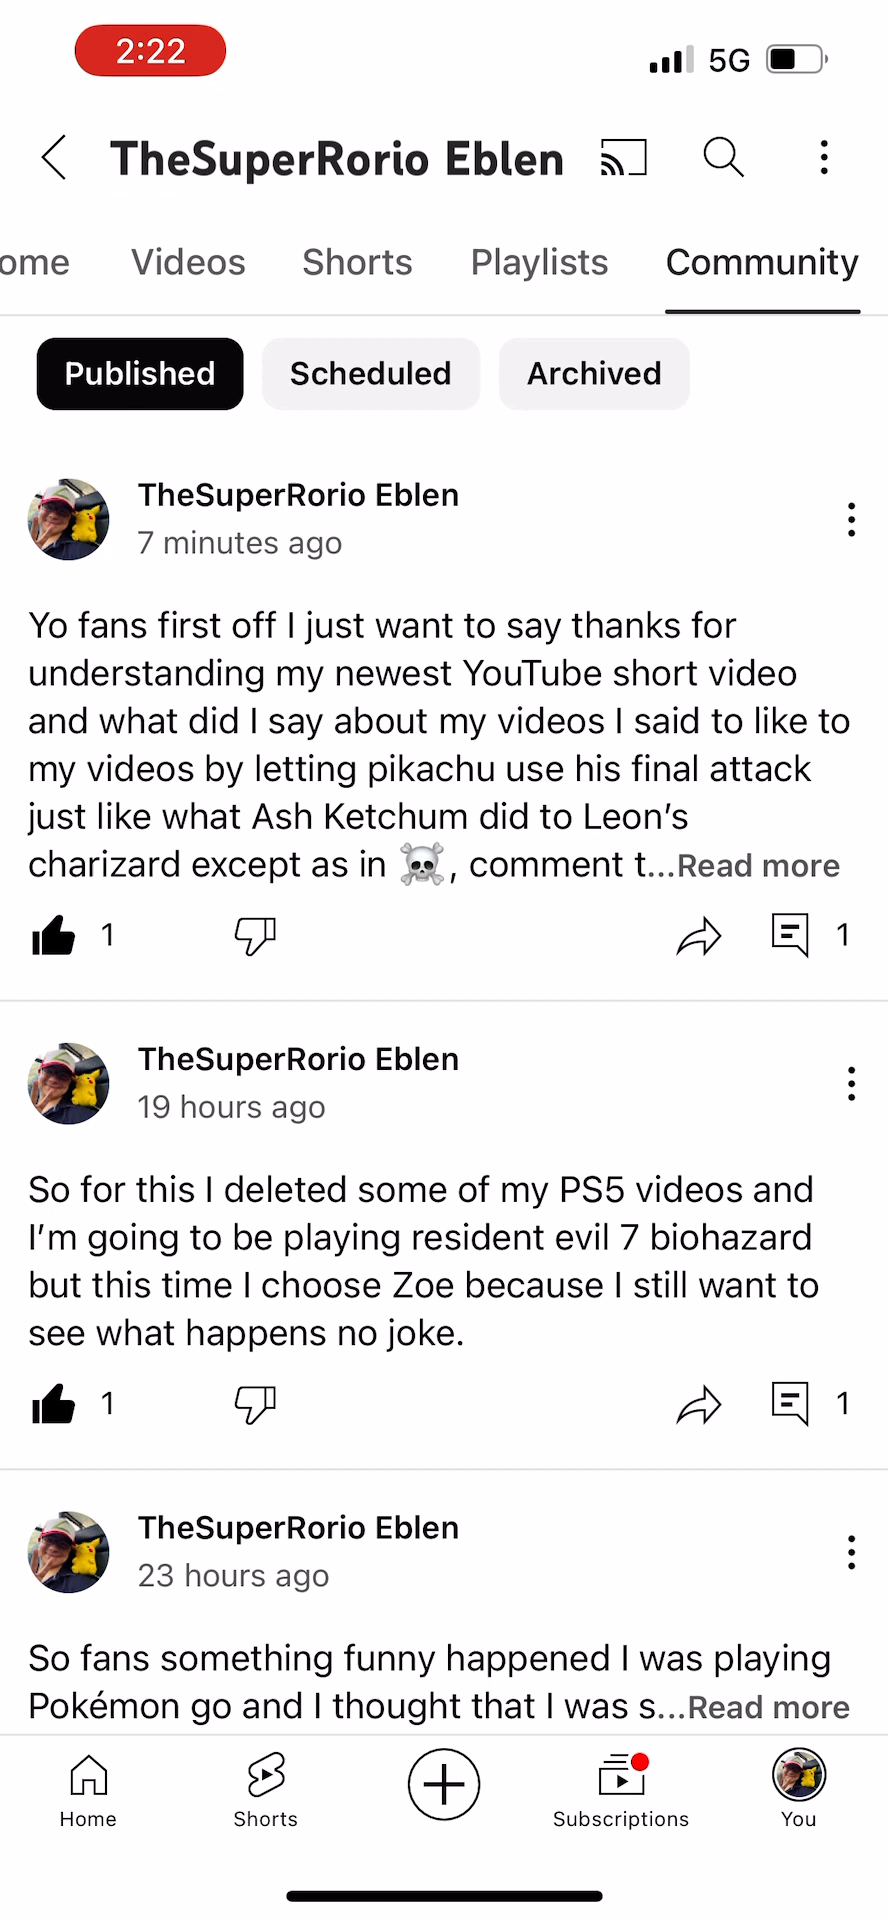 2:22
5G
TheSuperRorio Eblen
ome Videos Shorts Playlists Community
Published Scheduled Archived
TheSuperRorio Eblen
7 minutes ago
Yo fans first off I just want to say thanks for
understanding my newest YouTube short video
and what did I say about my videos I said to like to
my videos by letting pikachu use his final attack
just like what Ash Ketchum did to Leon’s
charizard except as in ☠️, comment t...Read more
1 1
TheSuperRorio Eblen
19 hours ago
So for this I deleted some of my PS5 videos and
I’m going to be playing resident evil 7 biohazard
but this time I choose Zoe because I still want to
see what happens no joke.
1 1
TheSuperRorio Eblen
23 hours ago
So fans something funny happened I was playing
Pokémon go and I thought that I was s...Read more
Home Shorts Subscriptions You